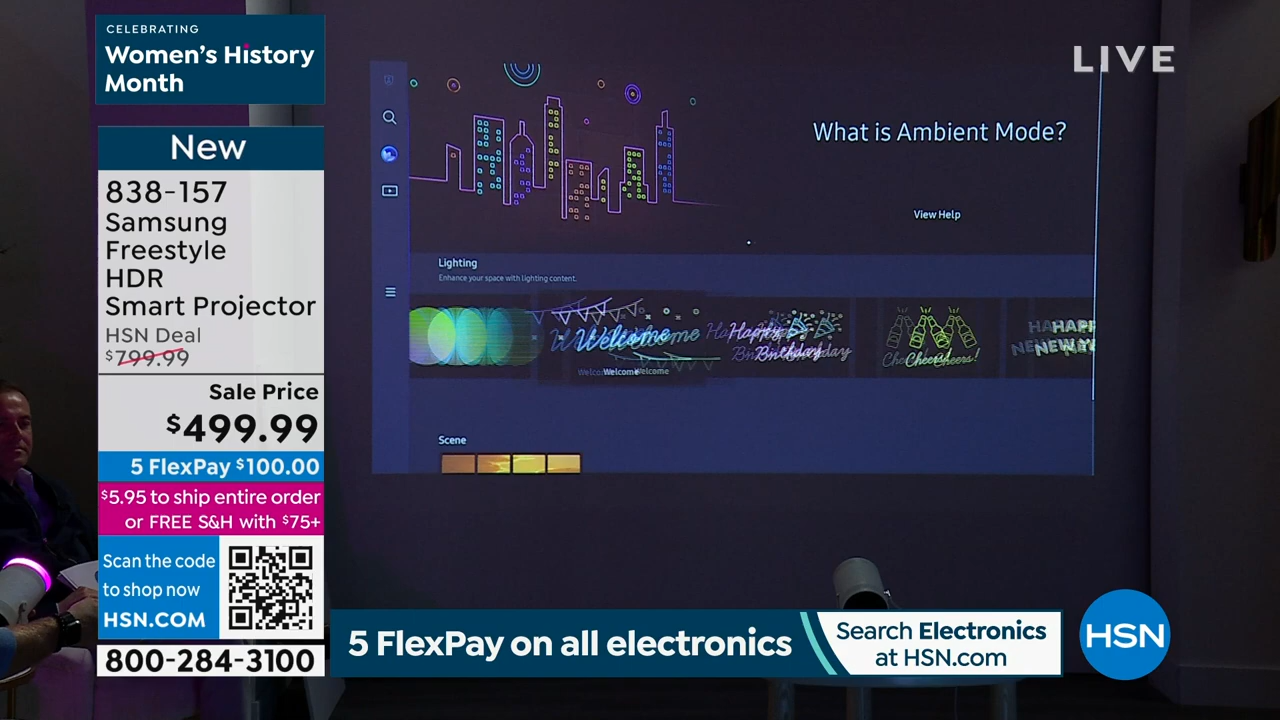 CELEBRATING
Women's History
Month
New
838-157
Samsung
Freestyle
HDR
Smart Projector
HSN Deal
$799.99
Sale Price
$499.99
5 FlexPay $100.00
$5.95 to ship entire order
or FREE S&H with $75+
Scan the code
to shop now
HSN.COM
800-284-3100
LIVE
What is Ambient Mode?
View Help
Lighting
Enhance your space with lighting content.
Welcome
Happy
Birthday
Cheers!
HAPPY
NEW YEAR
Welcome
Scene
5 FlexPay on all electronics
Search Electronics
at HSN.com
HSN